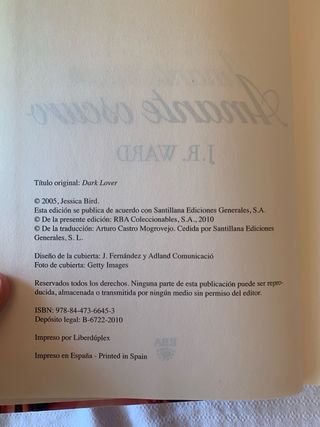 Amante oscuro
J.R. WARD
Título original: Dark Lover
© 2005, Jessica Bird.
Esta edición se publica de acuerdo con Santillana Ediciones Generales, S.A.
© De la presente edición: RBA Coleccionables, S.A., 2010
© De la traducción: Arturo Castro Mogrovejo. Cedida por Santillana Ediciones
Generales, S. L.
Diseño de la cubierta: J. Fernández y Adland Comunicació
Foto de cubierta: Getty Images
Reservados todos los derechos. Ninguna parte de esta publicación puede ser repro-
ducida, almacenada o transmitida por ningún medio sin permiso del editor.
ISBN: 978-84-473-6645-3
Depósito legal: B-6722-2010
Impreso por Liberdúplex
Impreso en España - Printed in Spain
RBA